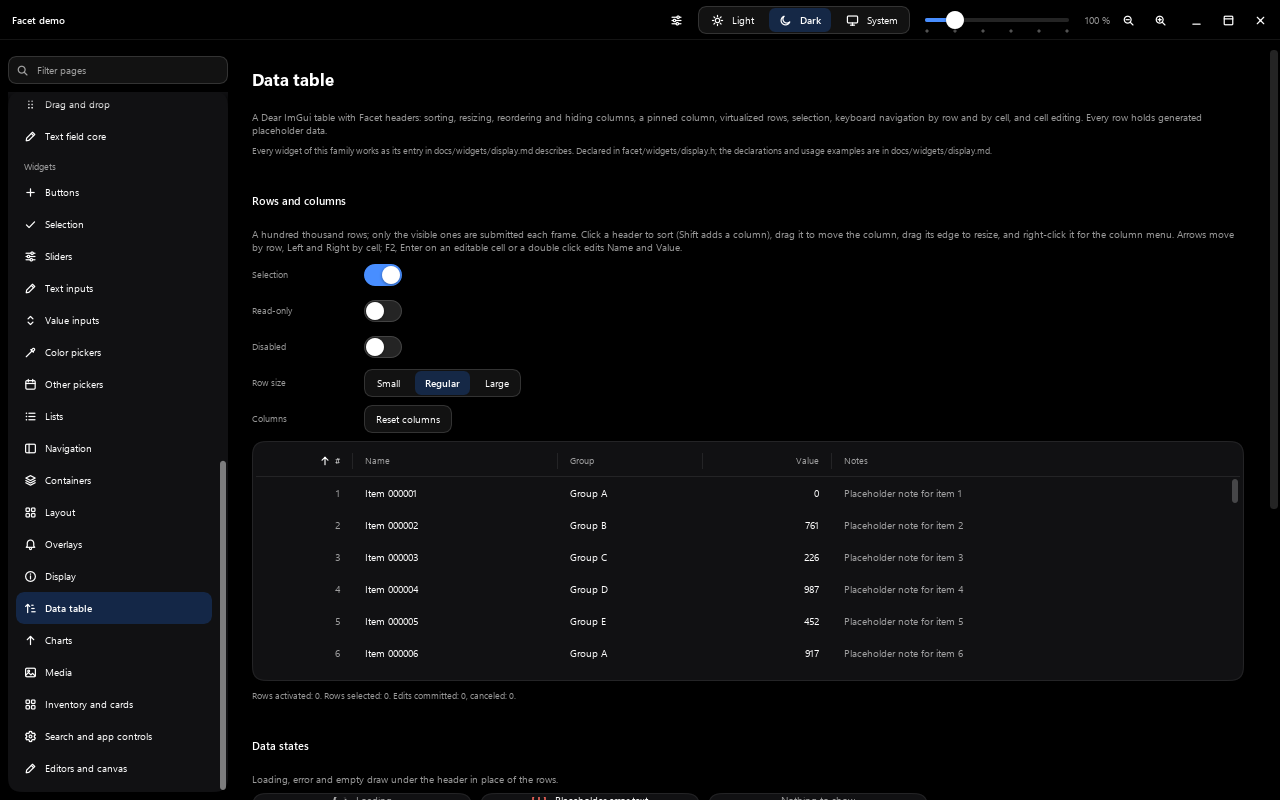 Facet demo
Light
Dark
System
100 %
Filter pages
Drag and drop
Text field core
Widgets
Buttons
Selection
Sliders
Text inputs
Value inputs
Color pickers
Other pickers
Lists
Navigation
Containers
Layout
Overlays
Display
Data table
Charts
Media
Inventory and cards
Search and app controls
Editors and canvas
Data table
A Dear ImGui table with Facet headers: sorting, resizing, reordering and hiding columns, a pinned column, virtualized rows, selection, keyboard navigation by row and by cell, and cell editing. Every row holds generated
placeholder data.
Every widget of this family works as its entry in docs/widgets/display.md describes. Declared in facet/widgets/display.h; the declarations and usage examples are in docs/widgets/display.md.
Rows and columns
A hundred thousand rows; only the visible ones are submitted each frame. Click a header to sort (Shift adds a column), drag it to move the column, drag its edge to resize, and right-click it for the column menu. Arrows move
by row, Left and Right by cell; F2, Enter on an editable cell or a double click edits Name and Value.
Selection
Read-only
Disabled
Row size Small Regular Large
Columns Reset columns
# Name Group Value Notes
1 Item 000001 Group A 0 Placeholder note for item 1
2 Item 000002 Group B 761 Placeholder note for item 2
3 Item 000003 Group C 226 Placeholder note for item 3
4 Item 000004 Group D 987 Placeholder note for item 4
5 Item 000005 Group E 452 Placeholder note for item 5
6 Item 000006 Group A 917 Placeholder note for item 6
Rows activated: 0. Rows selected: 0. Edits committed: 0, canceled: 0.
Data states
Loading, error and empty draw under the header in place of the rows.
Loading
Placeholder error text
Nothing to show